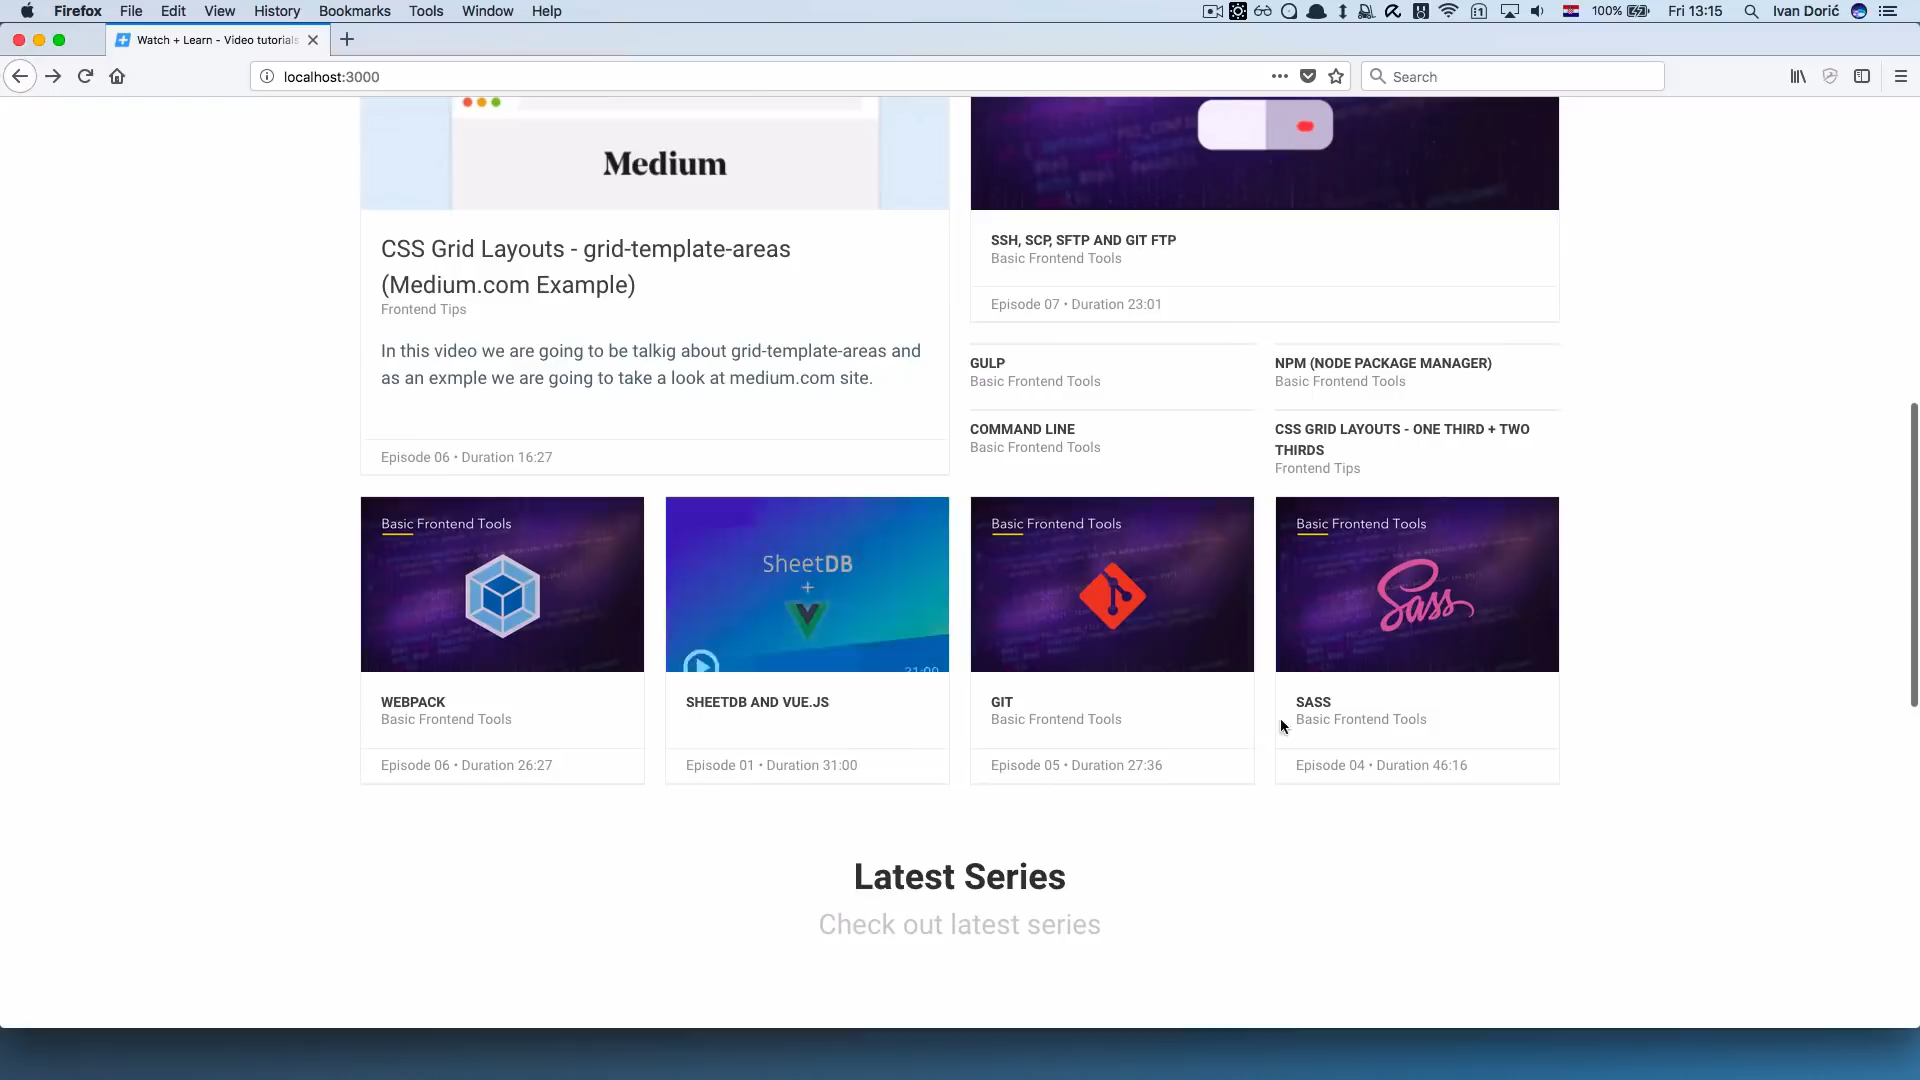 Firefox File Edit View History Bookmarks Tools Window Help
100% Fri 13:15 Ivan Dorić
Watch + Learn - Video tutorials
localhost:3000
Search
Medium
CSS Grid Layouts - grid-template-areas
(Medium.com Example)
Frontend Tips
In this video we are going to be talkig about grid-template-areas and
as an exmple we are going to take a look at medium.com site.
Episode 06 • Duration 16:27
SSH, SCP, SFTP AND GIT FTP
Basic Frontend Tools
Episode 07 • Duration 23:01
GULP
Basic Frontend Tools
NPM (NODE PACKAGE MANAGER)
Basic Frontend Tools
COMMAND LINE
Basic Frontend Tools
CSS GRID LAYOUTS - ONE THIRD + TWO
THIRDS
Frontend Tips
Basic Frontend Tools
WEBPACK
Basic Frontend Tools
Episode 06 • Duration 26:27
SheetDB
+
31:00
SHEETDB AND VUE.JS
Episode 01 • Duration 31:00
Basic Frontend Tools
GIT
Basic Frontend Tools
Episode 05 • Duration 27:36
Basic Frontend Tools
Sass
SASS
Basic Frontend Tools
Episode 04 • Duration 46:16
Latest Series
Check out latest series